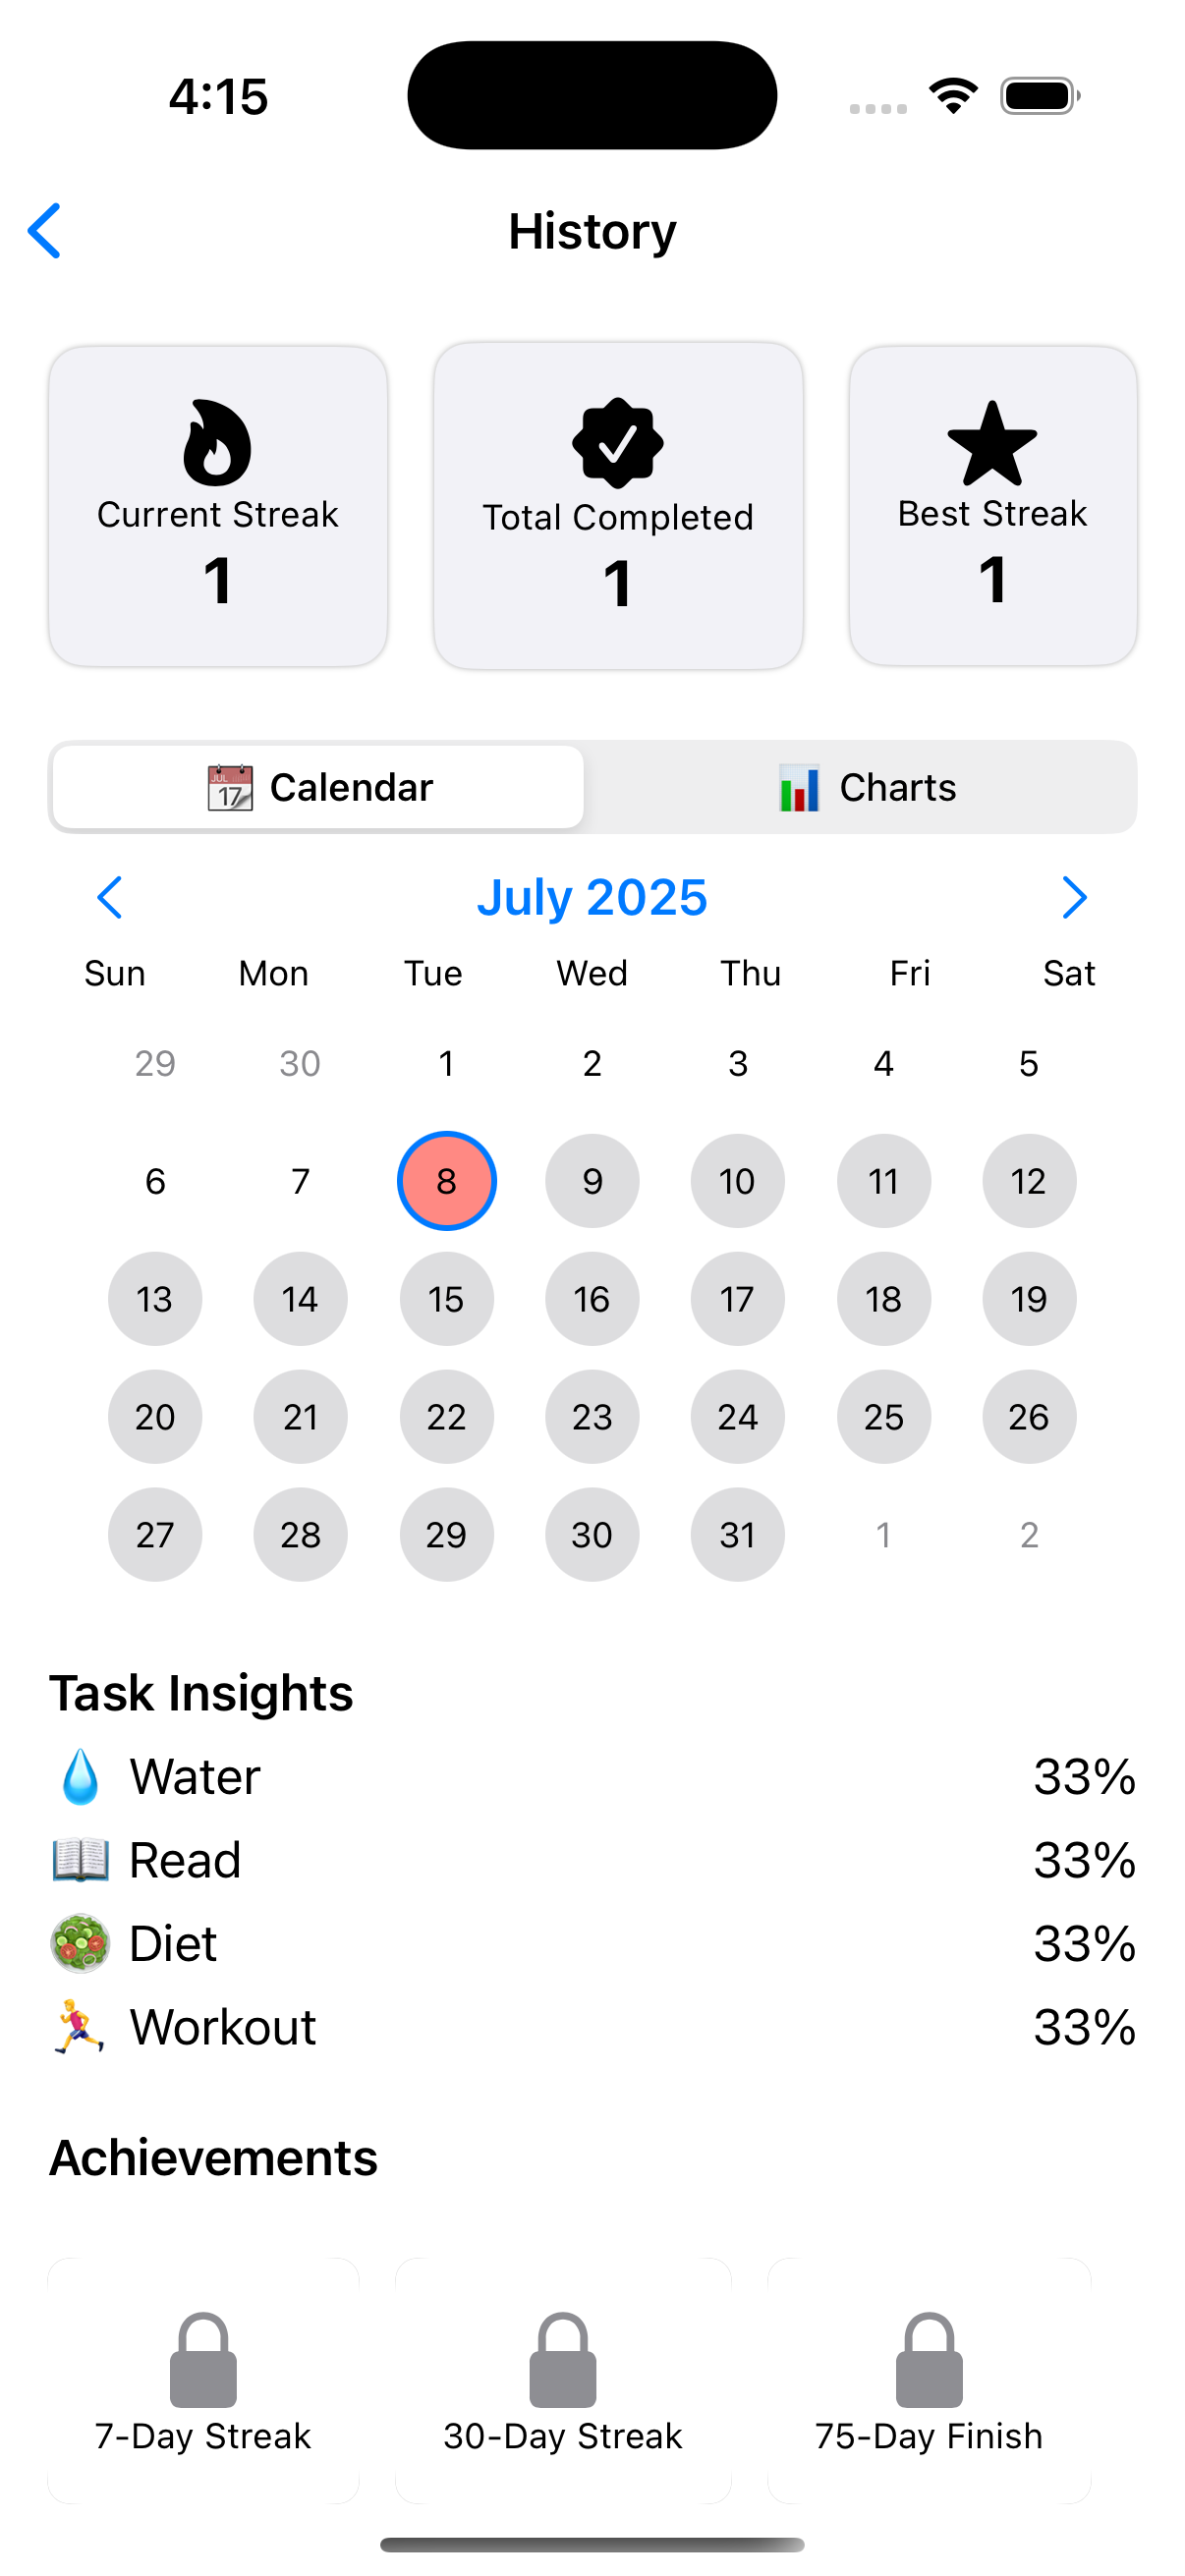 4:15
History
Current Streak
1
Total Completed
1
Best Streak
1
JUL
17
Calendar
Charts
July 2025
Sun Mon Tue Wed Thu Fri Sat
29 30 1 2 3 4 5
6 7 8 9 10 11 12
13 14 15 16 17 18 19
20 21 22 23 24 25 26
27 28 29 30 31 1 2
Task Insights
Water 33%
Read 33%
Diet 33%
Workout 33%
Achievements
7-Day Streak
30-Day Streak
75-Day Finish